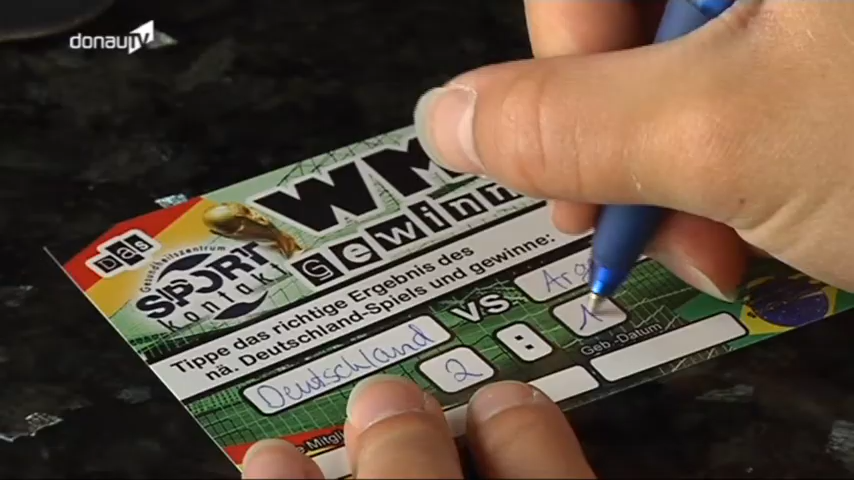 donauTV
WM
Gewinn
Das
Gesundheitszentrum
SPORT
kontakt
Tippe das richtige Ergebnis des
nä. Deutschland-Spiels und gewinne:
Deutschland vs
2 : 1
Geb.-Datum